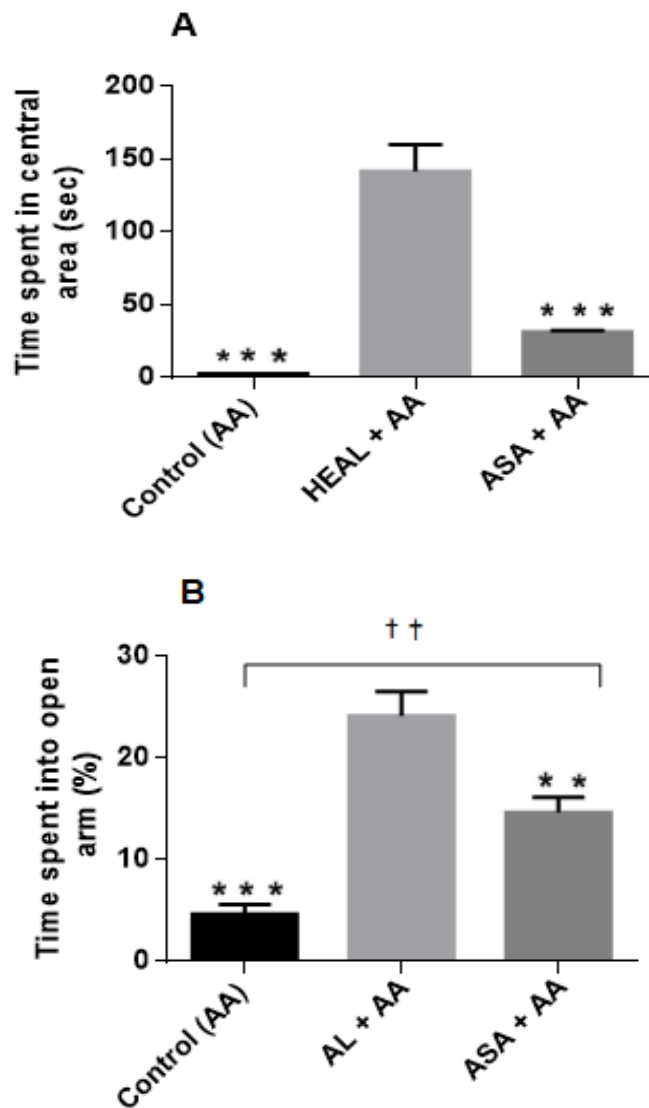 A
Time spent in central
area (sec)
200
150
100
50
0
* * *
* * *
Control (AA)
HEAL + AA
ASA + AA
B
† †
Time spent into open
arm (%)
30
20
10
0
* * *
* *
Control (AA)
AL + AA
ASA + AA